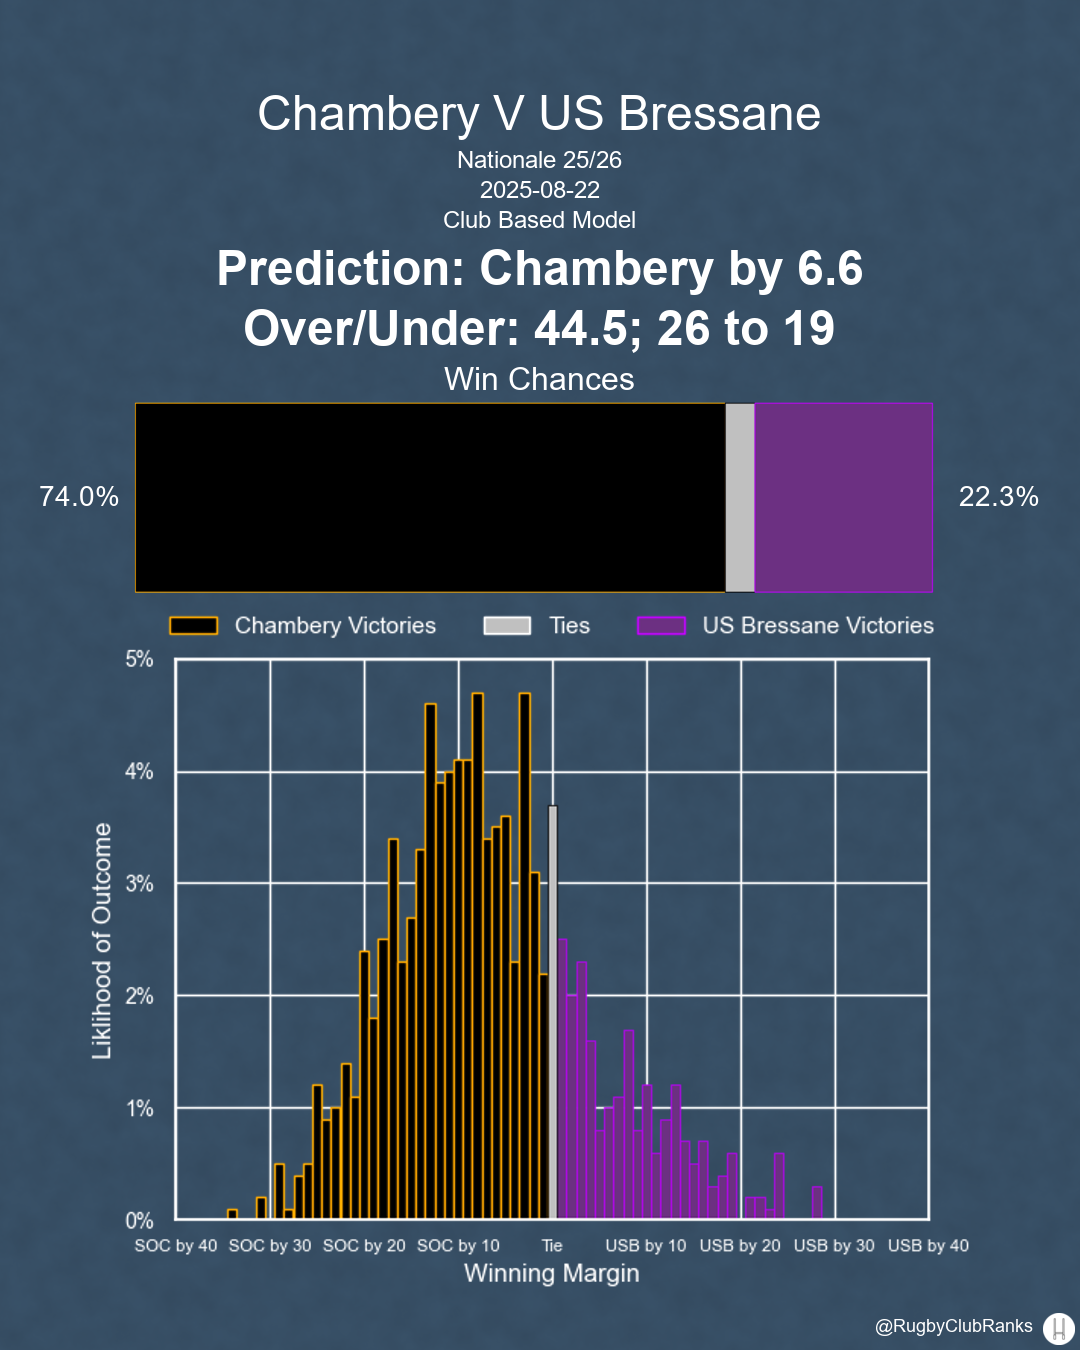 Chambery V US Bressane
Nationale 25/26
2025-08-22
Club Based Model
Prediction: Chambery by 6.6
Over/Under: 44.5; 26 to 19
Win Chances
74.0%
22.3%
Chambery Victories
Ties
US Bressane Victories
5%
4%
3%
2%
1%
0%
Liklihood of Outcome
SOC by 40
SOC by 30
SOC by 20
SOC by 10
Tie
USB by 10
USB by 20
USB by 30
USB by 40
Winning Margin
@RugbyClubRanks